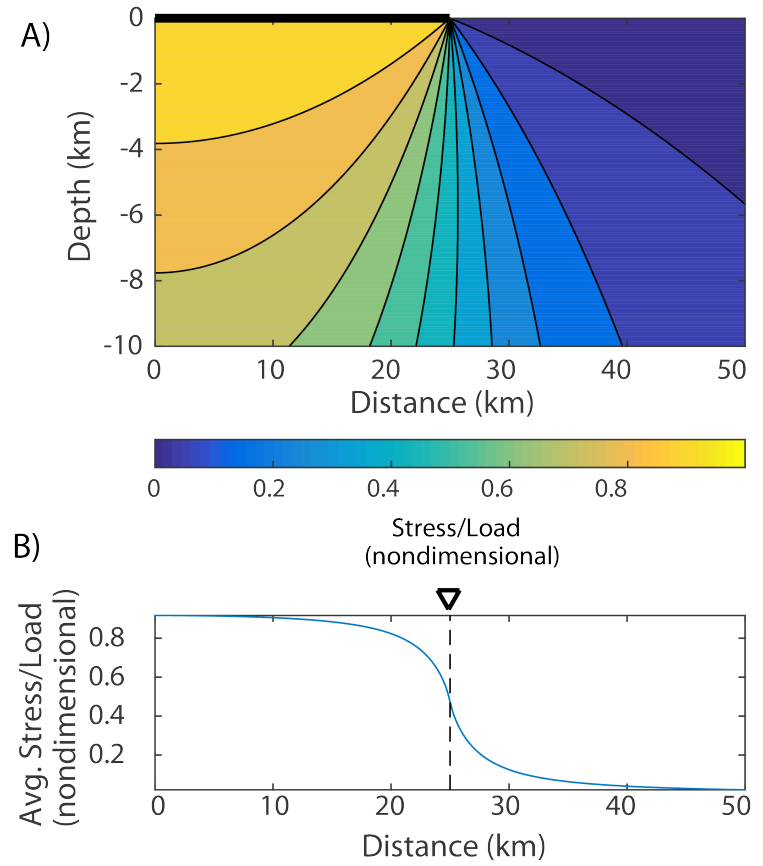 A)
0
-2
-4
-6
-8
-10
Depth (km)
0 10 20 30 40 50
Distance (km)
0 0.2 0.4 0.6 0.8
Stress/Load
(nondimensional)
B)
0.8
0.6
0.4
0.2
Avg. Stress/Load
(nondimensional)
0 10 20 30 40 50
Distance (km)